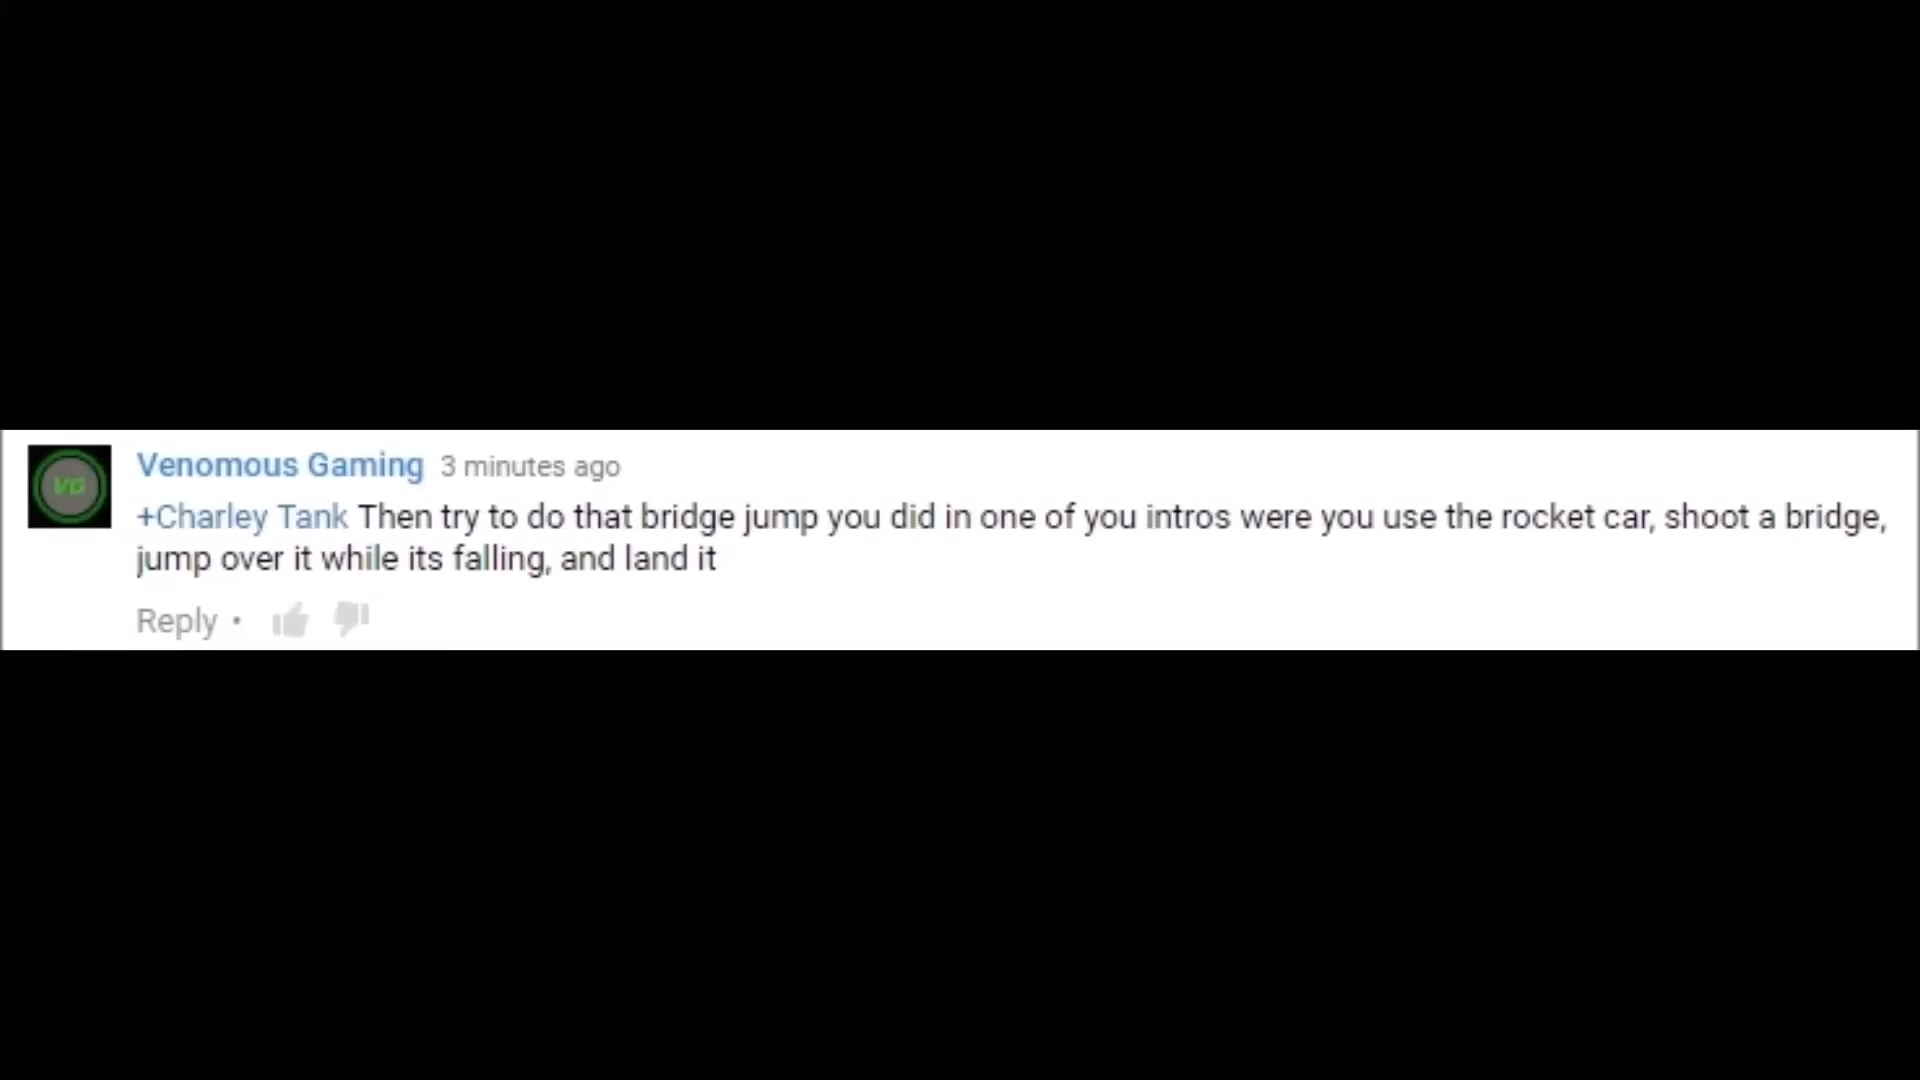 VG
Venomous Gaming 3 minutes ago
+Charley Tank Then try to do that bridge jump you did in one of you intros were you use the rocket car, shoot a bridge,
jump over it while its falling, and land it
Reply •